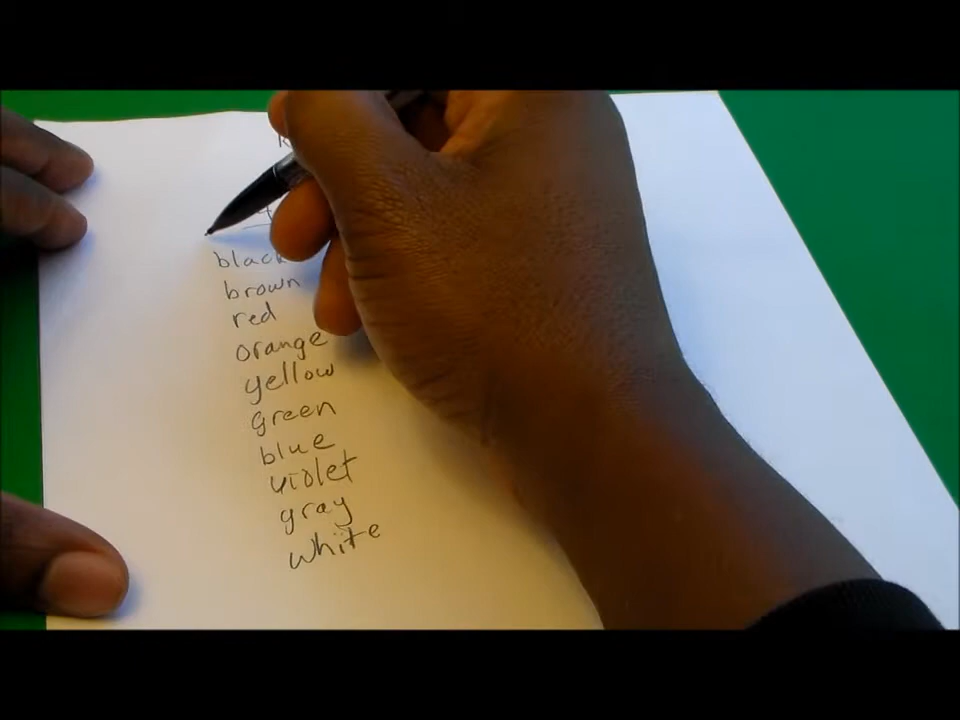 black
brown
red
orange
yellow
green
blue
violet
gray
white